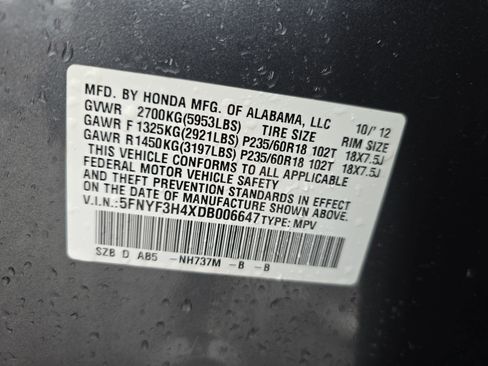 MFD. BY HONDA MFG. OF ALABAMA, LLC 10/'12
GVWR 2700KG(5953LBS) TIRE SIZE RIM SIZE
GAWR F 1325KG(2921LBS) P235/60R18 102T 18X7.5J
GAWR R1450KG(3197LBS) P235/60R18 102T 18X7.5J
THIS VEHICLE CONFORMS TO ALL APPLICABLE
FEDERAL MOTOR VEHICLE SAFETY
AND THEFT PREVENTION STANDARDS IN EFFECT
ON THE DATE OF MANUFACTURE SHOWN ABOVE.
V.I.N.:5FNYF3H4XDB006647 TYPE: MPV
SZB D AB5 -NH737M -B -B